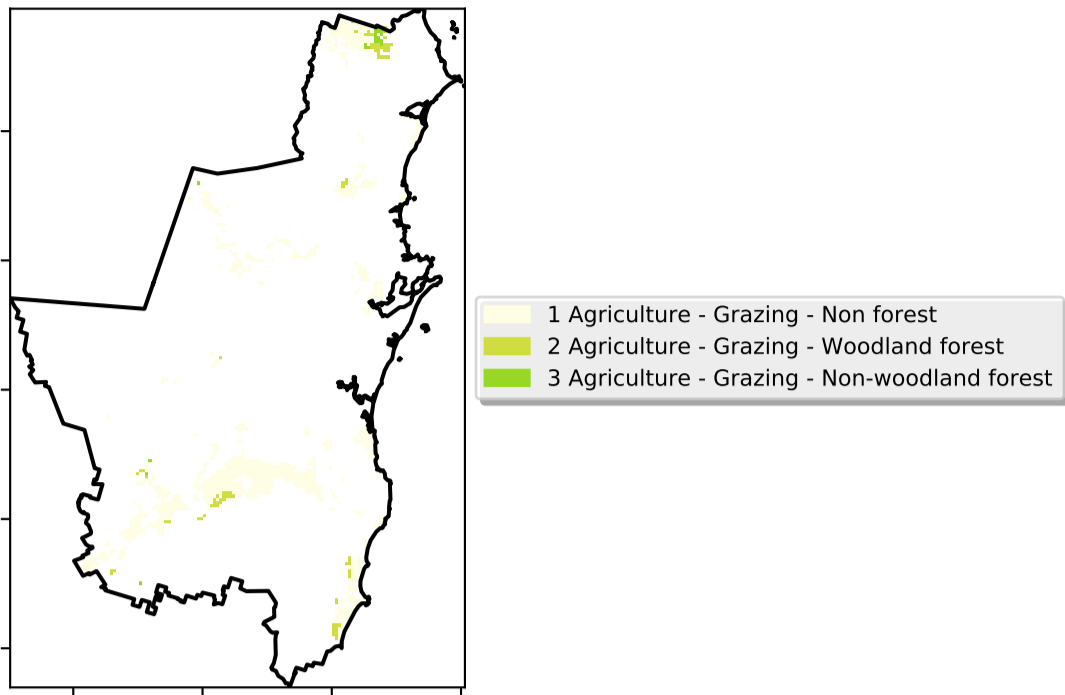 1 Agriculture - Grazing - Non forest
2 Agriculture - Grazing - Woodland forest
3 Agriculture - Grazing - Non-woodland forest